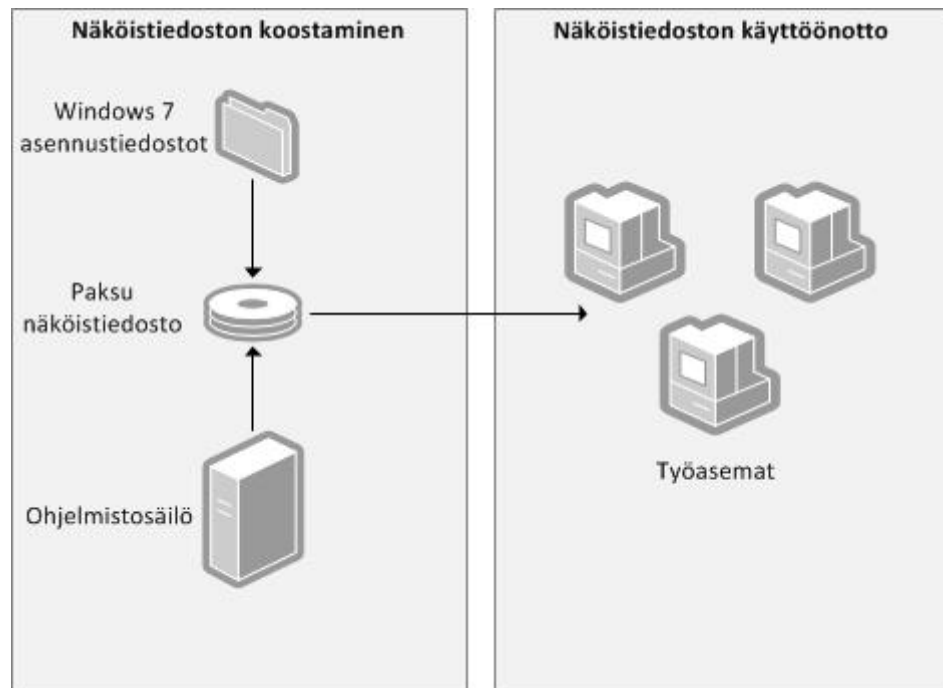 Näköistiedoston koostaminen
Windows 7
asennustiedostot
Paksu
näköistiedosto
Ohjelmistosäilö
Näköistiedoston käyttöönotto
Työasemat